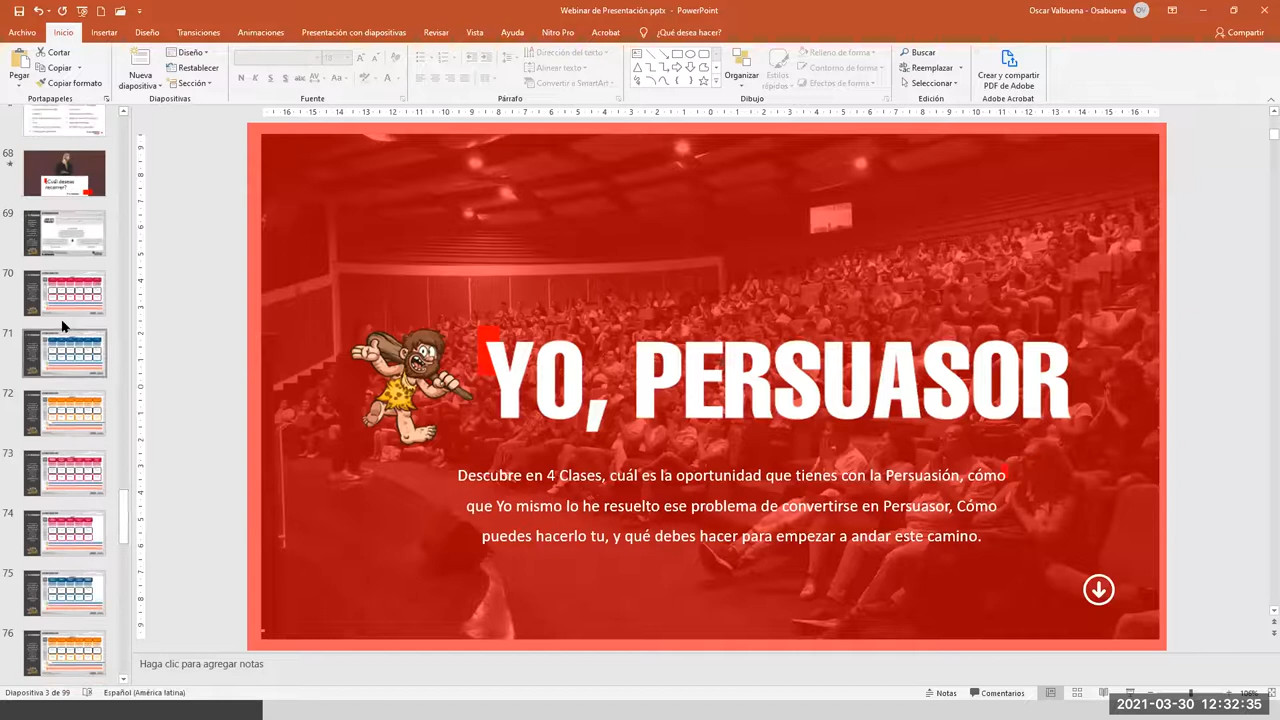 Webinar de Presentación.pptx - PowerPoint
Oscar Valbuena - Osabuena
OV
Archivo
Inicio
Insertar
Diseño
Transiciones
Animaciones
Presentación con diapositivas
Revisar
Vista
Ayuda
Nitro Pro
Acrobat
¿Qué desea hacer?
Compartir
Pegar
Cortar
Copiar
Copiar formato
Portapapeles
Nueva
diapositiva
Diseño
Restablecer
Sección
Diapositivas
Fuente
Dirección del texto
Alinear texto
Convertir a SmartArt
Párrafo
Organizar
Estilos
rápidos
Relleno de forma
Contorno de forma
Efectos de forma
Dibujo
Buscar
Reemplazar
Seleccionar
Edición
Crear y compartir
PDF de Adobe
Adobe Acrobat
68
¿Cuál deseas
recorrer?
69
70
71
72
73
74
75
76
YO, PERSUASOR
Descubre en 4 Clases, cuál es la oportunidad que tienes con la Persuasión, cómo
que Yo mismo lo he resuelto ese problema de convertirse en Persuasor, Cómo
puedes hacerlo tu, y qué debes hacer para empezar a andar este camino.
Haga clic para agregar notas
Diapositiva 3 de 99
Español (América latina)
Notas
Comentarios
106%
2021-03-30 12:32:35